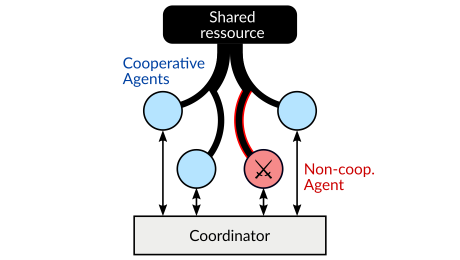 Shared
ressource
Cooperative
Agents
Non-coop.
Agent
Coordinator